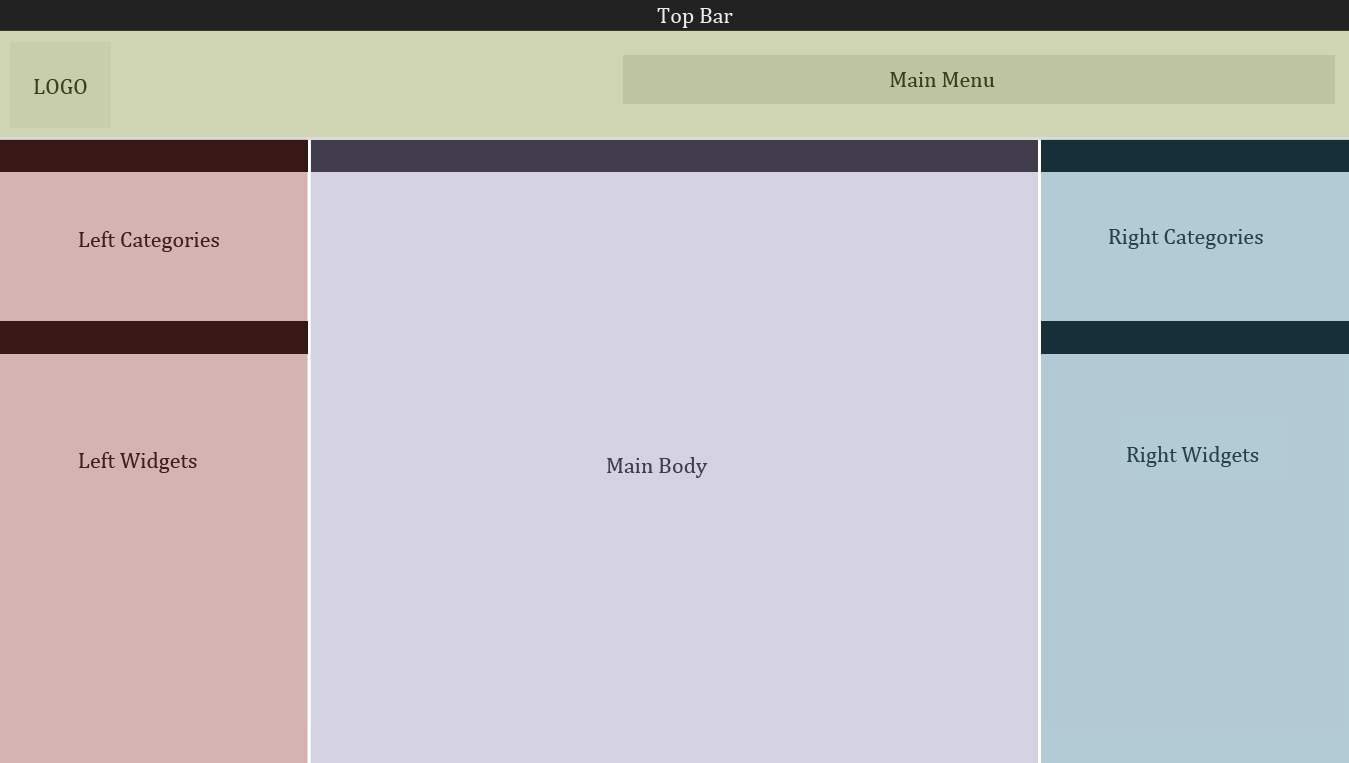 Top Bar
LOGO
Main Menu
Left Categories
Right Categories
Left Widgets
Main Body
Right Widgets